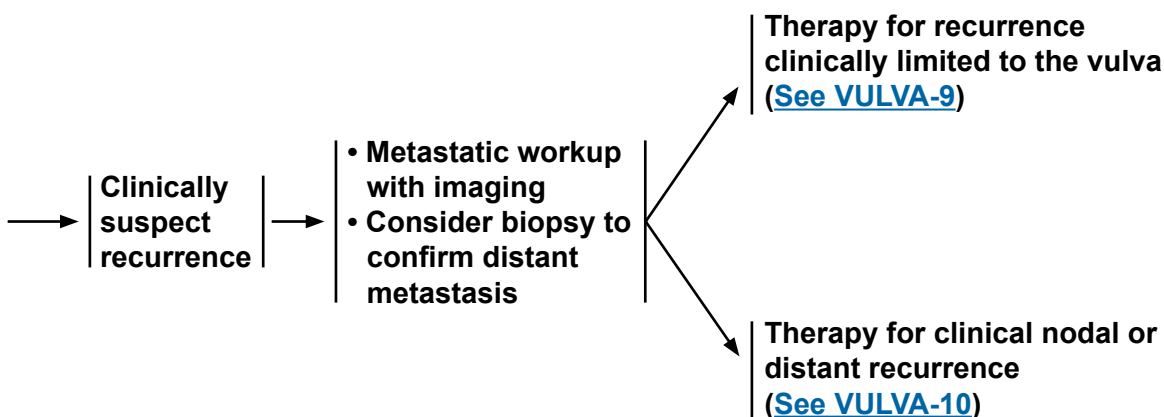 Clinically
suspect
recurrence
• Metastatic workup
with imaging
• Consider biopsy to
confirm distant
metastasis
Therapy for recurrence
clinically limited to the vulva
(See VULVA-9)
Therapy for clinical nodal or
distant recurrence
(See VULVA-10)